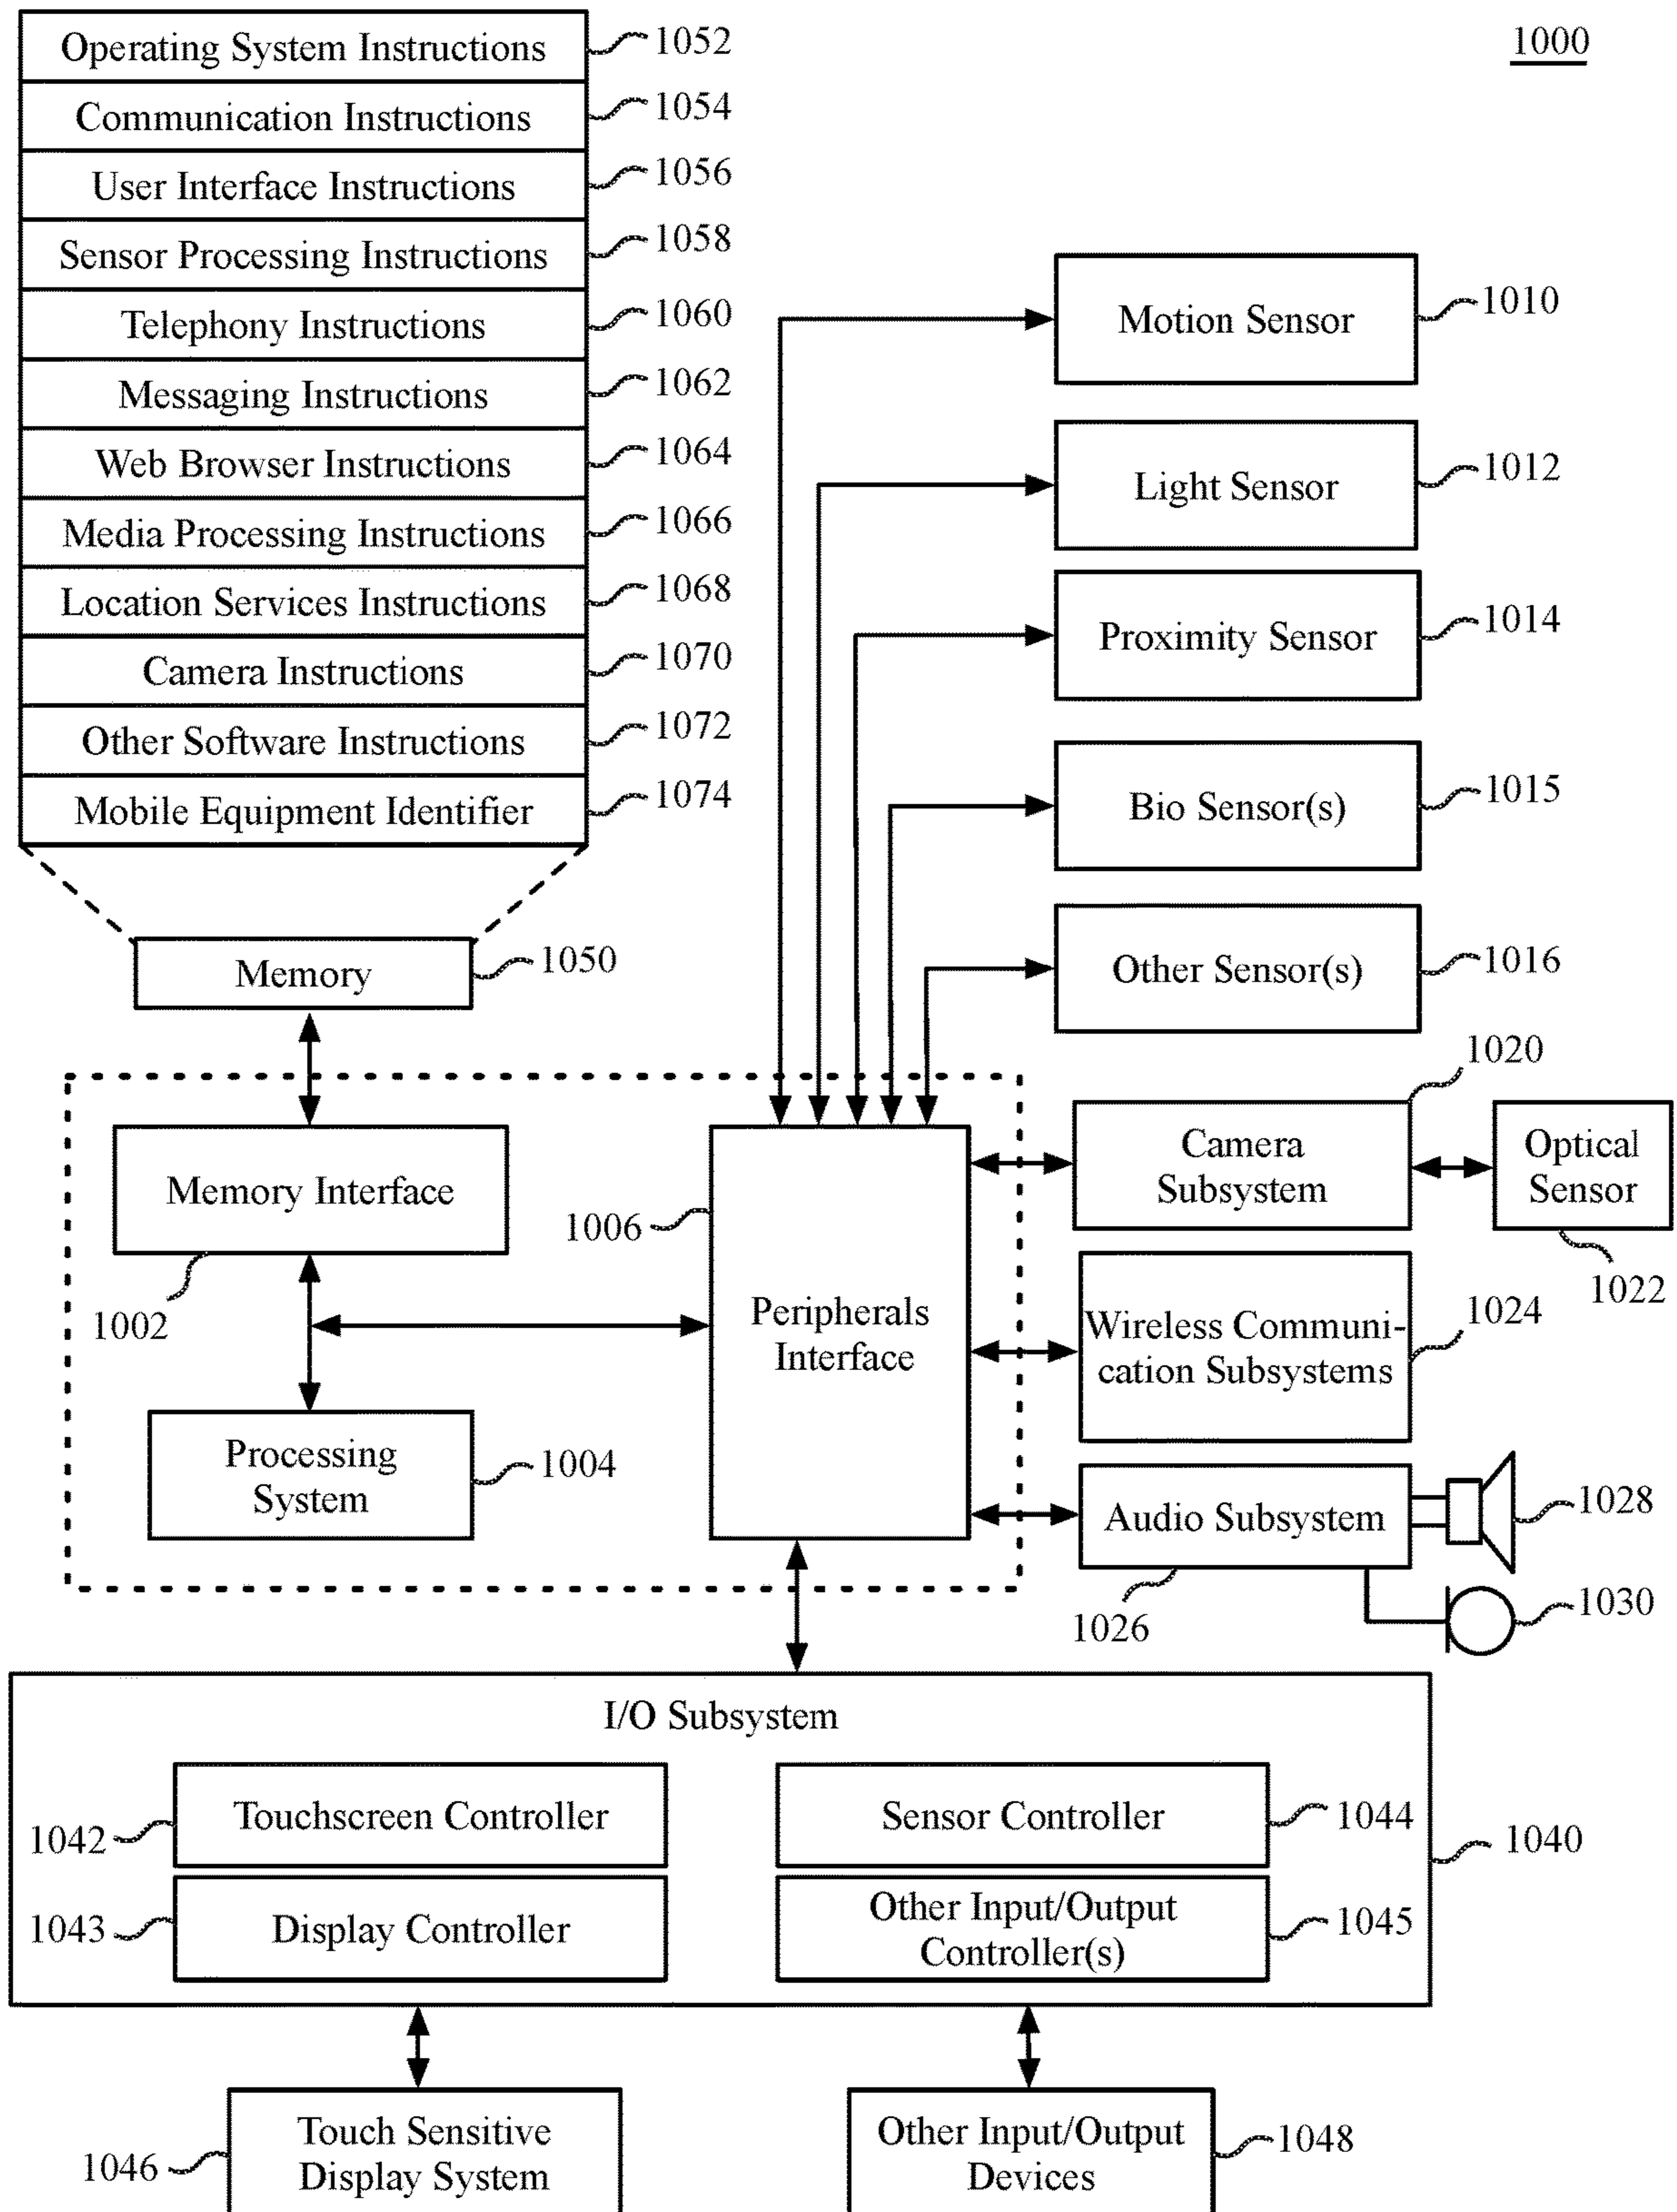 1000
Operating System Instructions
1052
Communication Instructions
1054
User Interface Instructions
1056
Sensor Processing Instructions
1058
Telephony Instructions
1060
Messaging Instructions
1062
Web Browser Instructions
1064
Media Processing Instructions
1066
Location Services Instructions
1068
Camera Instructions
1070
Other Software Instructions
1072
Mobile Equipment Identifier
1074
Memory
1050
Motion Sensor
1010
Light Sensor
1012
Proximity Sensor
1014
Bio Sensor(s)
1015
Other Sensor(s)
1016
Memory Interface
1002
Processing
System
1004
1006
Peripherals
Interface
1020
Camera
Subsystem
Optical
Sensor
1022
Wireless Communi-
cation Subsystems
1024
Audio Subsystem
1026
1028
1030
I/O Subsystem
1040
Touchscreen Controller
1042
Sensor Controller
1044
Display Controller
1043
Other Input/Output
Controller(s)
1045
Touch Sensitive
Display System
1046
Other Input/Output
Devices
1048